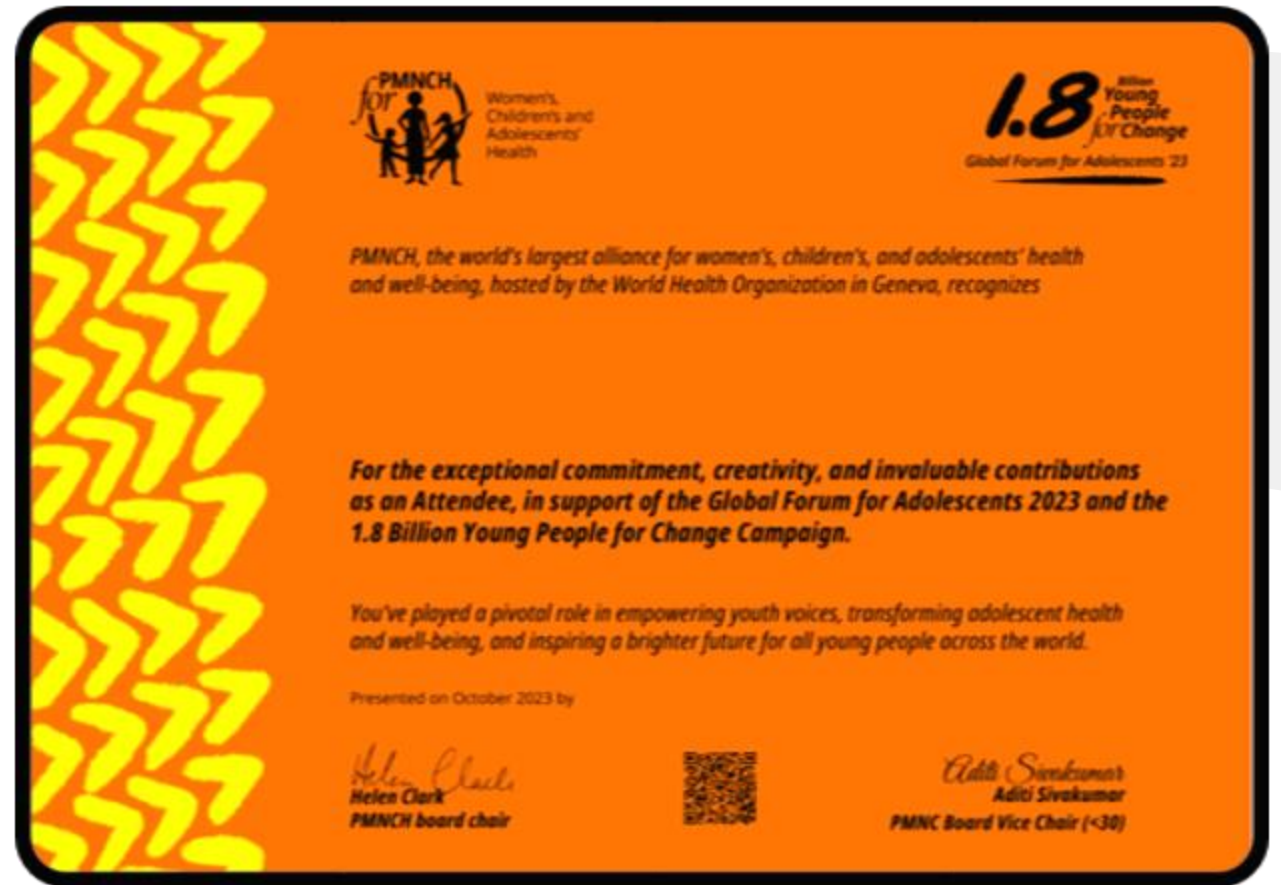 for PMNCH
Women's,
Children's and
Adolescents'
Health
1.8 Billion
Young
People
for Change
Global Forum for Adolescents '23
PMNCH, the world's largest alliance for women's, children's, and adolescents' health
and well-being, hosted by the World Health Organization in Geneva, recognizes
For the exceptional commitment, creativity, and invaluable contributions
as an Attendee, in support of the Global Forum for Adolescents 2023 and the
1.8 Billion Young People for Change Campaign.
You've played a pivotal role in empowering youth voices, transforming adolescent health
and well-being, and inspiring a brighter future for all young people across the world.
Presented on October 2023 by
Helen Clark
Helen Clark
PMNCH board chair
Aditi Sivakumar
Aditi Sivakumar
PMNC Board Vice Chair (<30)